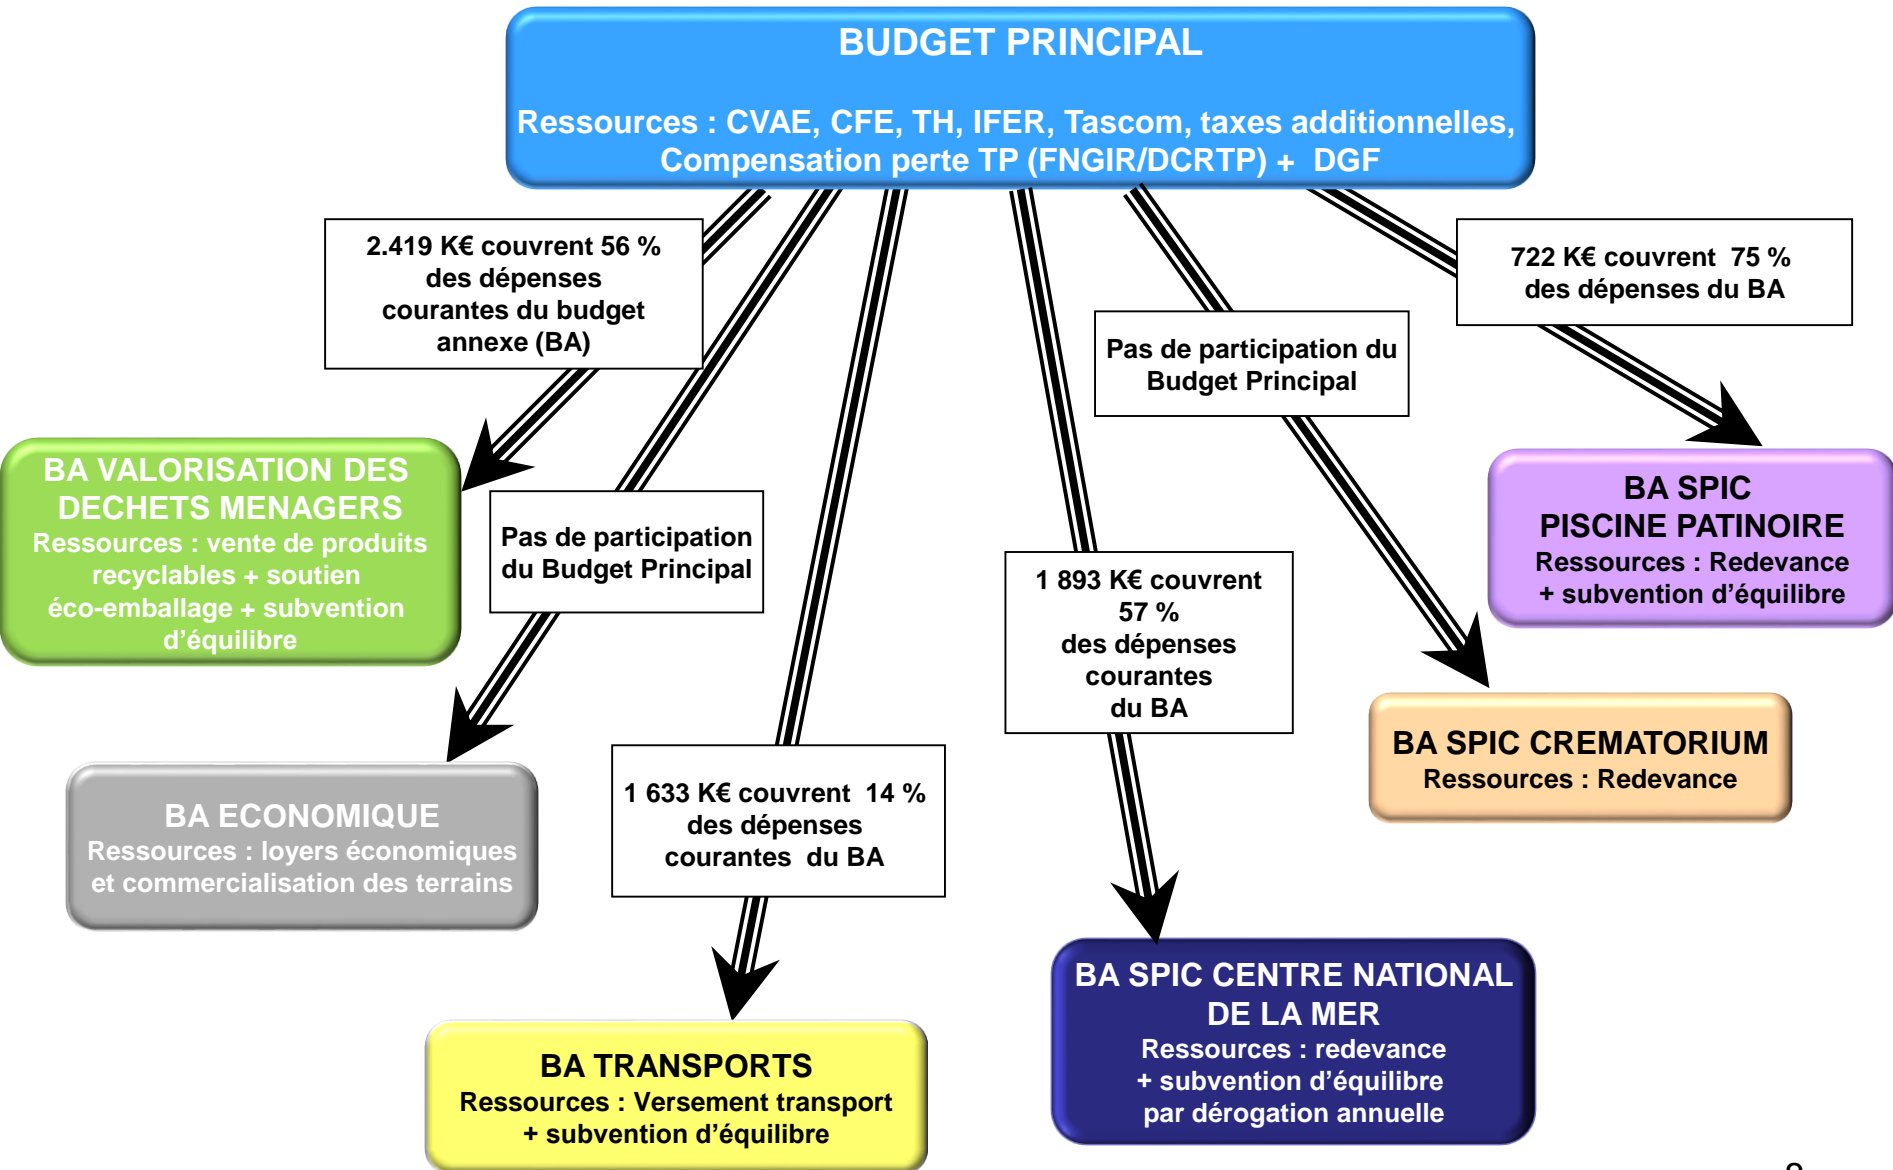 BUDGET PRINCIPAL
Ressources : CVAE, CFE, TH, IFER, Tascom, taxes additionnelles,
Compensation perte TP (FNGIR/DCRTP) + DGF
2.419 K€ couvrent 56 %
des dépenses
courantes du budget
annexe (BA)
722 K€ couvrent 75 %
des dépenses du BA
Pas de participation du
Budget Principal
BA VALORISATION DES
DECHETS MENAGERS
Ressources : vente de produits
recyclables + soutien
éco-emballage + subvention
d’équilibre
Pas de participation
du Budget Principal
BA SPIC
PISCINE PATINOIRE
Ressources : Redevance
+ subvention d’équilibre
1 893 K€ couvrent
57 %
des dépenses
courantes
du BA
BA SPIC CREMATORIUM
Ressources : Redevance
BA ECONOMIQUE
Ressources : loyers économiques
et commercialisation des terrains
1 633 K€ couvrent 14 %
des dépenses
courantes du BA
BA SPIC CENTRE NATIONAL
DE LA MER
Ressources : redevance
+ subvention d’équilibre
par dérogation annuelle
BA TRANSPORTS
Ressources : Versement transport
+ subvention d’équilibre